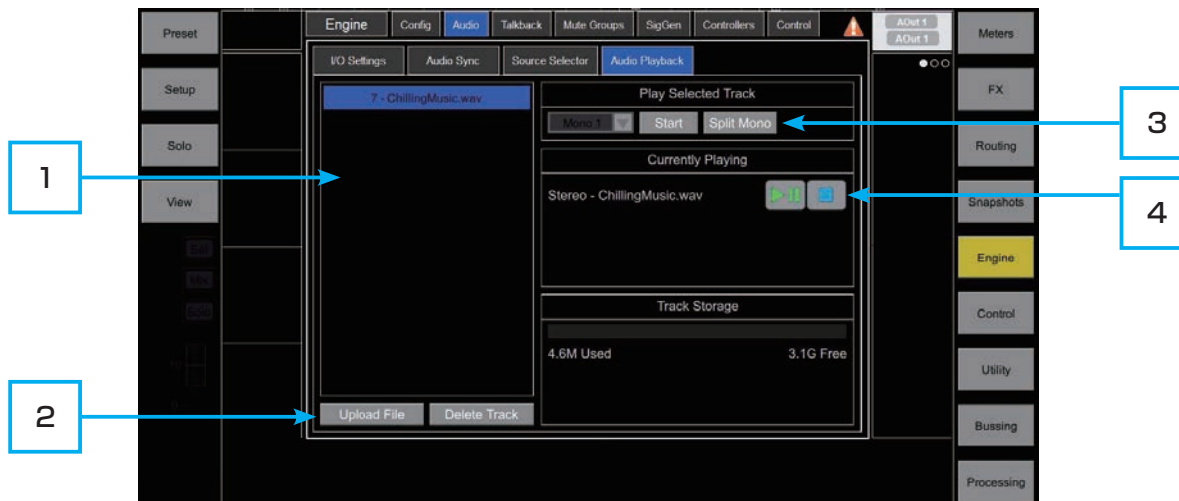 Preset
Engine Config Audio Talkback Mute Groups SigGen Controllers Control
AOut 1
AOut 1
Meters
I/O Settings Audio Sync Source Selector Audio Playback
Setup
7 - ChillingMusic.wav
Play Selected Track
FX
Mono 1 Start Split Mono
3
Solo
Currently Playing
Routing
1
Stereo - ChillingMusic.wav
View
Snapshots
4
Engine
Mix
Solo
Track Storage
Control
4.6M Used 3.1G Free
Utility
2
Upload File Delete Track
Bussing
Processing